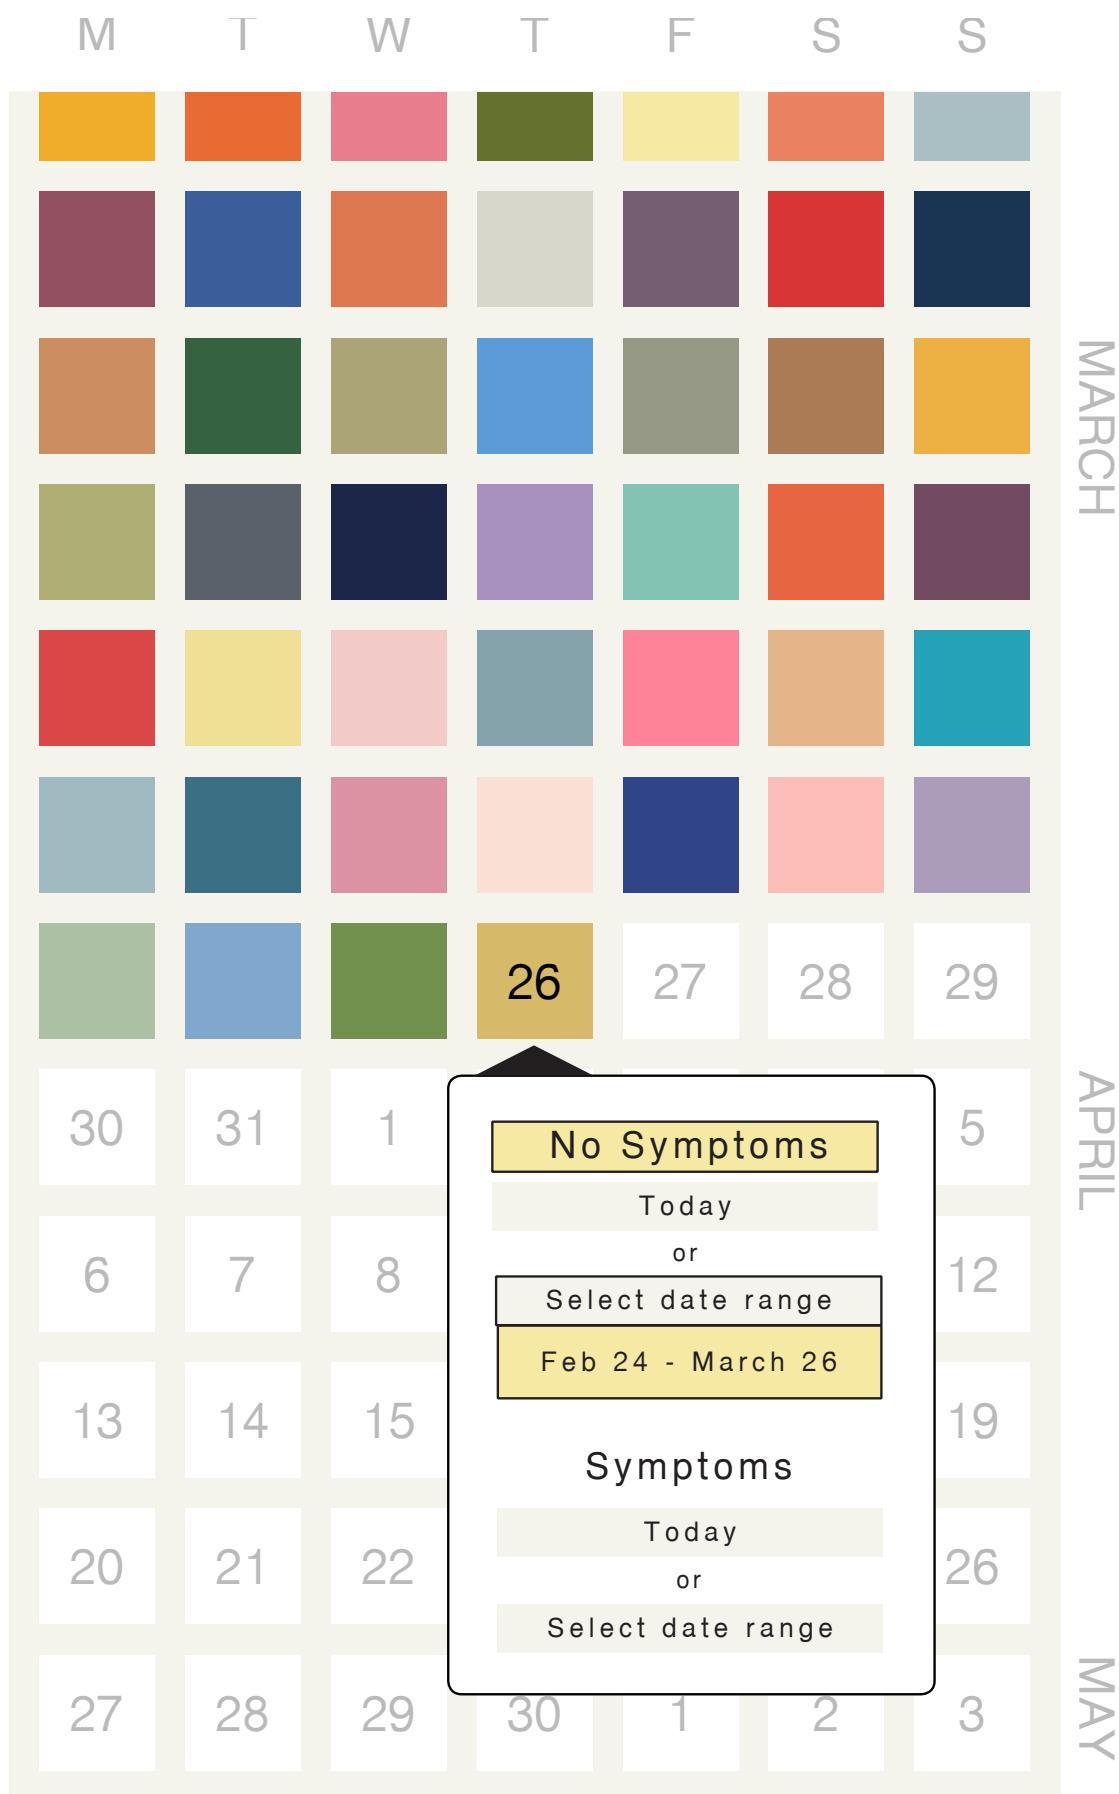 M T W T F S S
MARCH
26 27 28 29
30 31 1 5
APRIL
No Symptoms
Today
or
6 7 8 12
Select date range
Feb 24 - March 26
13 14 15 19
Symptoms
Today
20 21 22 26
or
Select date range
27 28 29 30 1 2 3
MAY